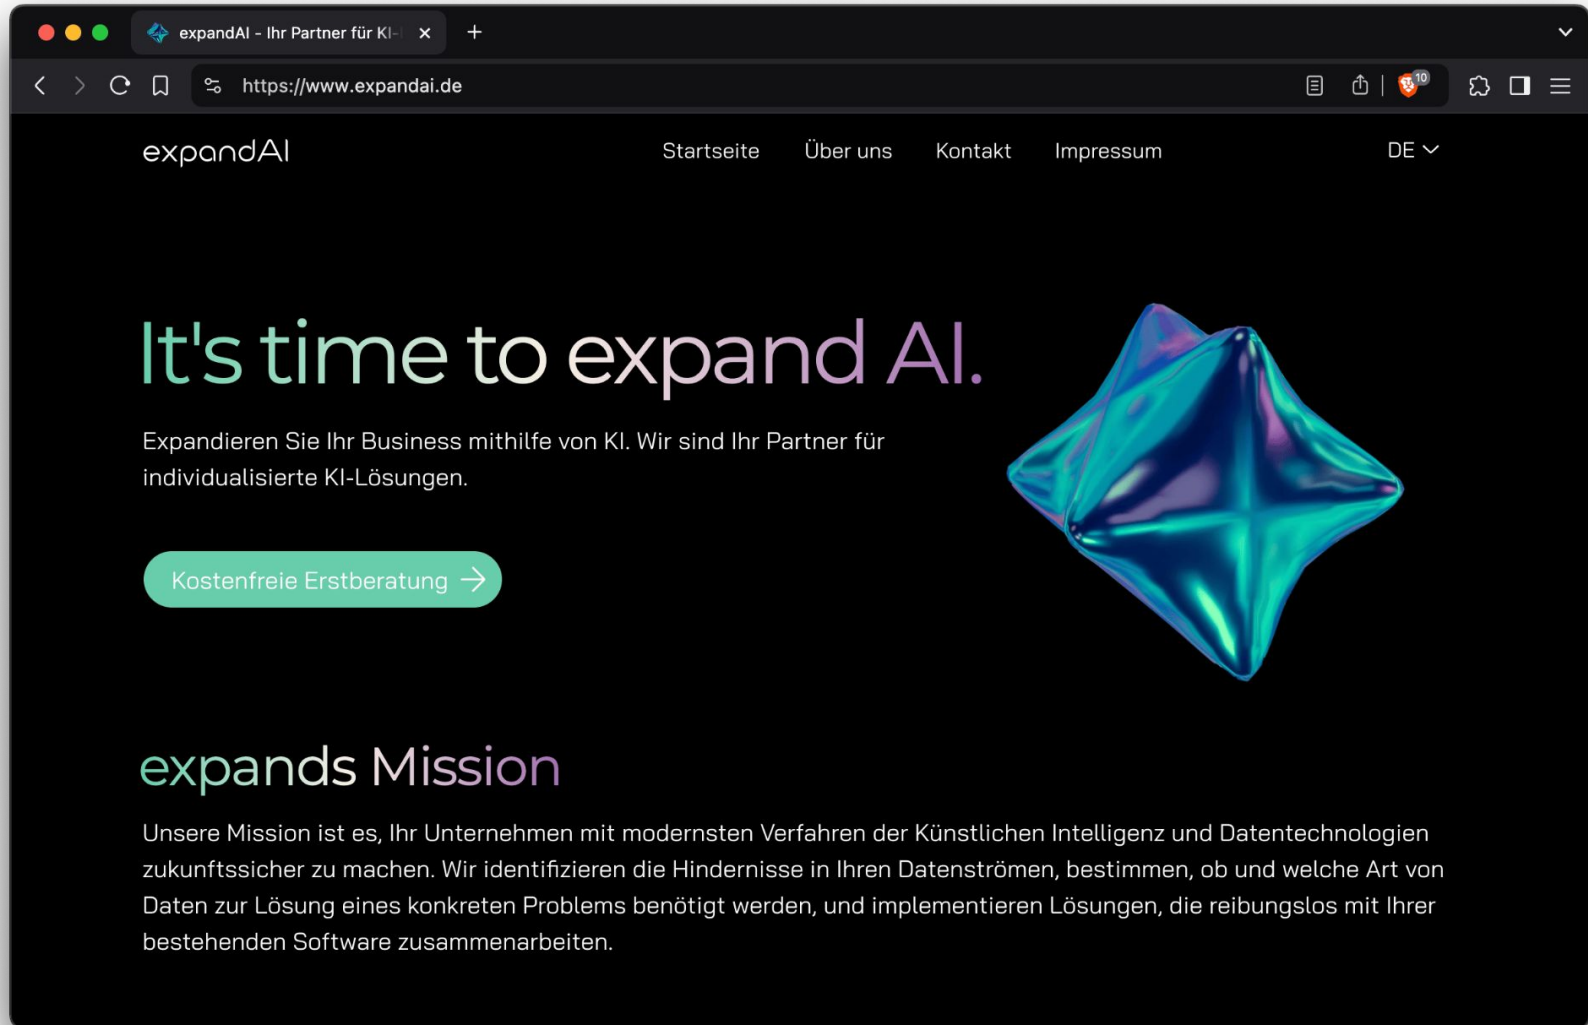 expandAI - Ihr Partner für KI-
https://www.expandai.de
10
expandAI
Startseite
Über uns
Kontakt
Impressum
DE
It's time to expand AI.
Expandieren Sie Ihr Business mithilfe von KI. Wir sind Ihr Partner für
individualisierte KI-Lösungen.
Kostenfreie Erstberatung →
expands Mission
Unsere Mission ist es, Ihr Unternehmen mit modernsten Verfahren der Künstlichen Intelligenz und Datentechnologien
zukunftssicher zu machen. Wir identifizieren die Hindernisse in Ihren Datenströmen, bestimmen, ob und welche Art von
Daten zur Lösung eines konkreten Problems benötigt werden, und implementieren Lösungen, die reibungslos mit Ihrer
bestehenden Software zusammenarbeiten.